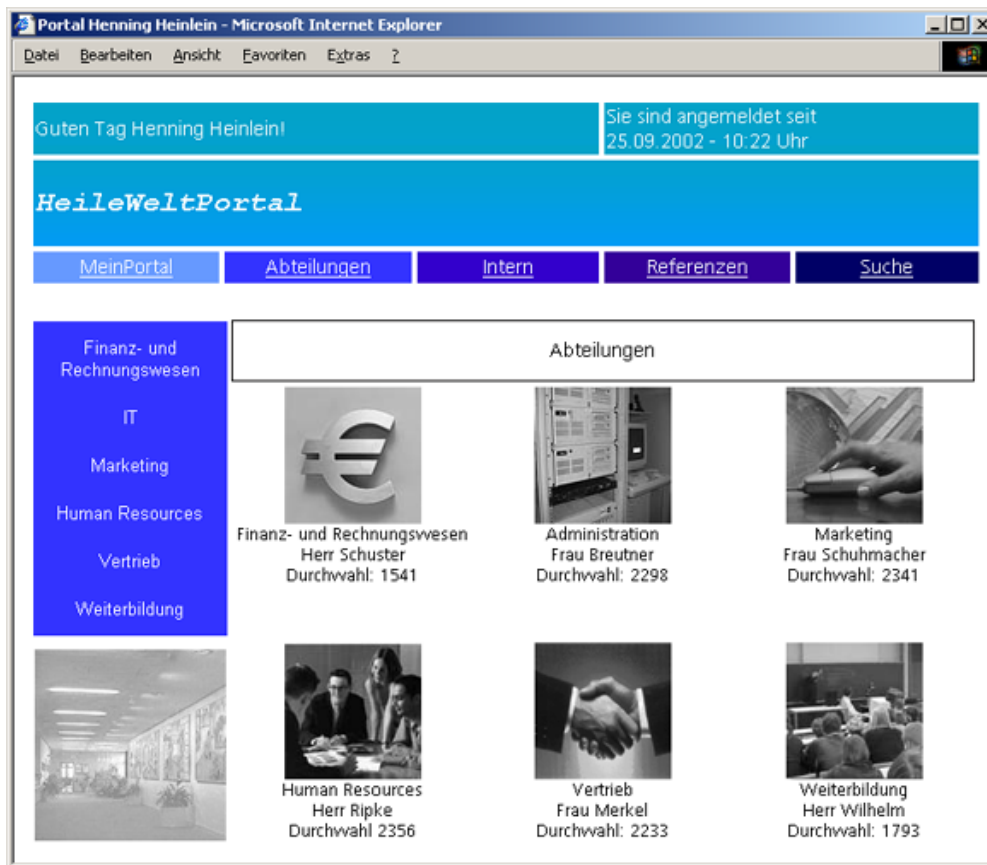 Portal Henning Heinlein - Microsoft Internet Explorer
Datei Bearbeiten Ansicht Favoriten Extras ?
Guten Tag Henning Heinlein!
Sie sind angemeldet seit
25.09.2002 - 10:22 Uhr
HeileWeltPortal
MeinPortal Abteilungen Intern Referenzen Suche
Finanz- und
Rechnungswesen
IT
Marketing
Human Resources
Vertrieb
Weiterbildung
Abteilungen
Finanz- und Rechnungswesen
Herr Schuster
Durchwahl: 1541
Administration
Frau Breutner
Durchwahl: 2298
Marketing
Frau Schuhmacher
Durchwahl: 2341
Human Resources
Herr Ripke
Durchwahl 2356
Vertrieb
Frau Merkel
Durchwahl: 2233
Weiterbildung
Herr Wilhelm
Durchwahl: 1793